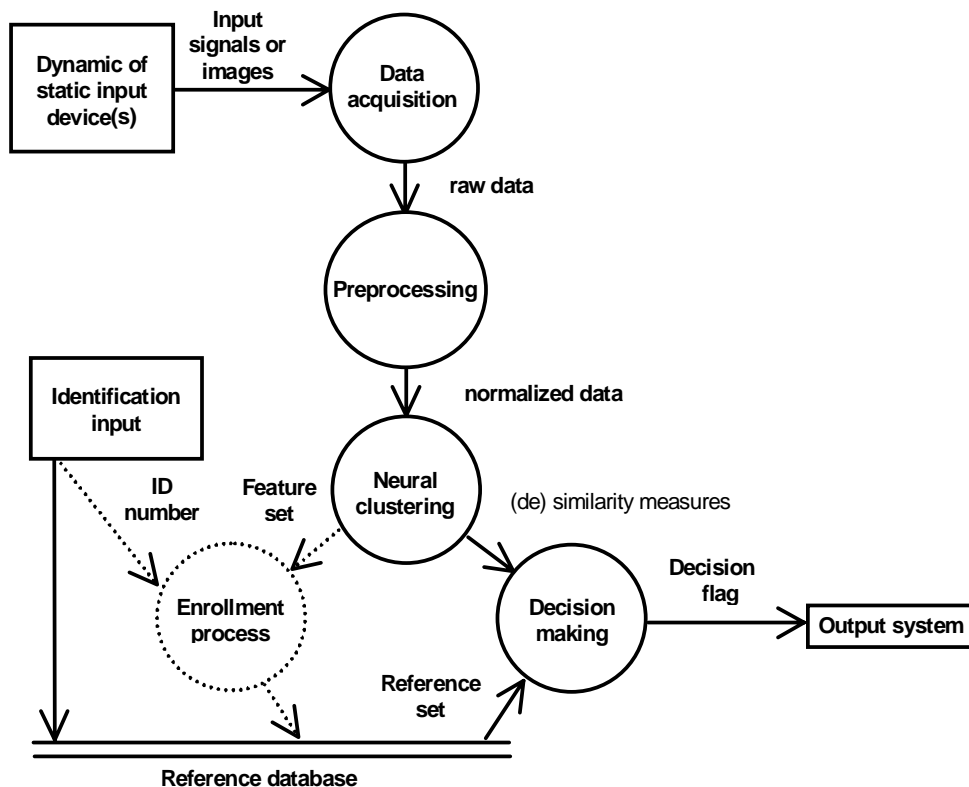 Input
signals or
images
Dynamic of
static input
device(s)
Data
acquisition
raw data
Preprocessing
normalized data
Identification
input
ID
number
Feature
set
Neural
clustering
(de) similarity measures
Enrollment
process
Decision
making
Decision
flag
Output system
Reference
set
Reference database